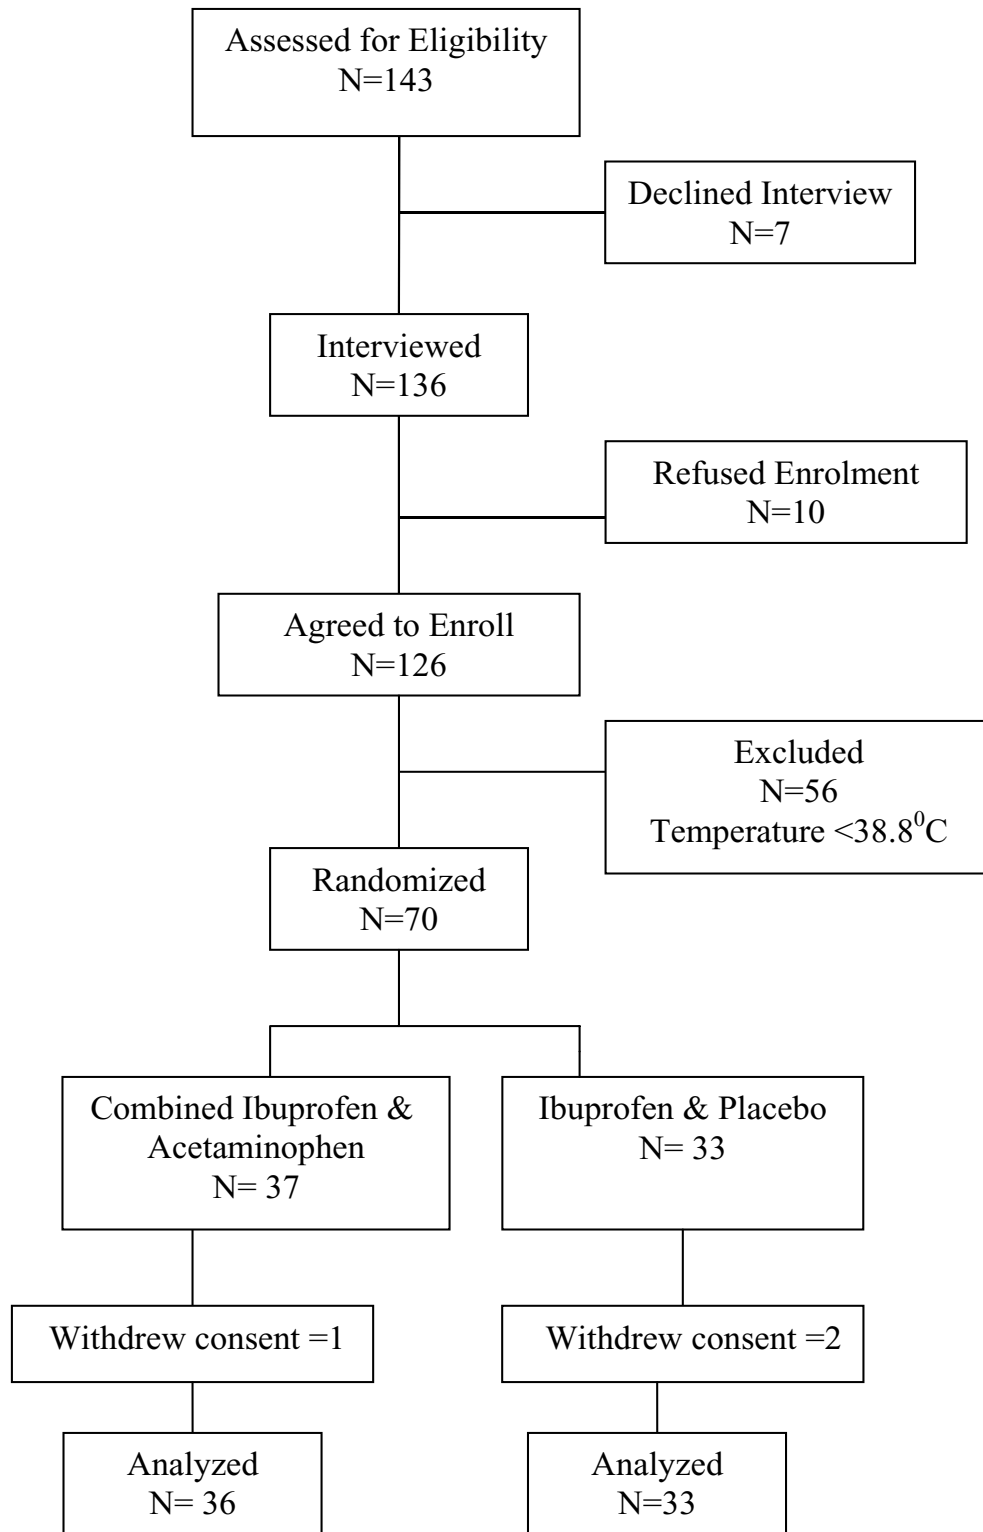 Assessed for Eligibility
N=143
Declined Interview
N=7
Interviewed
N=136
Refused Enrolment
N=10
Agreed to Enroll
N=126
Excluded
N=56
Temperature <38.8⁰C
Randomized
N=70
Combined Ibuprofen &
Acetaminophen
N= 37
Ibuprofen & Placebo
N= 33
Withdrew consent =1
Withdrew consent =2
Analyzed
N= 36
Analyzed
N=33